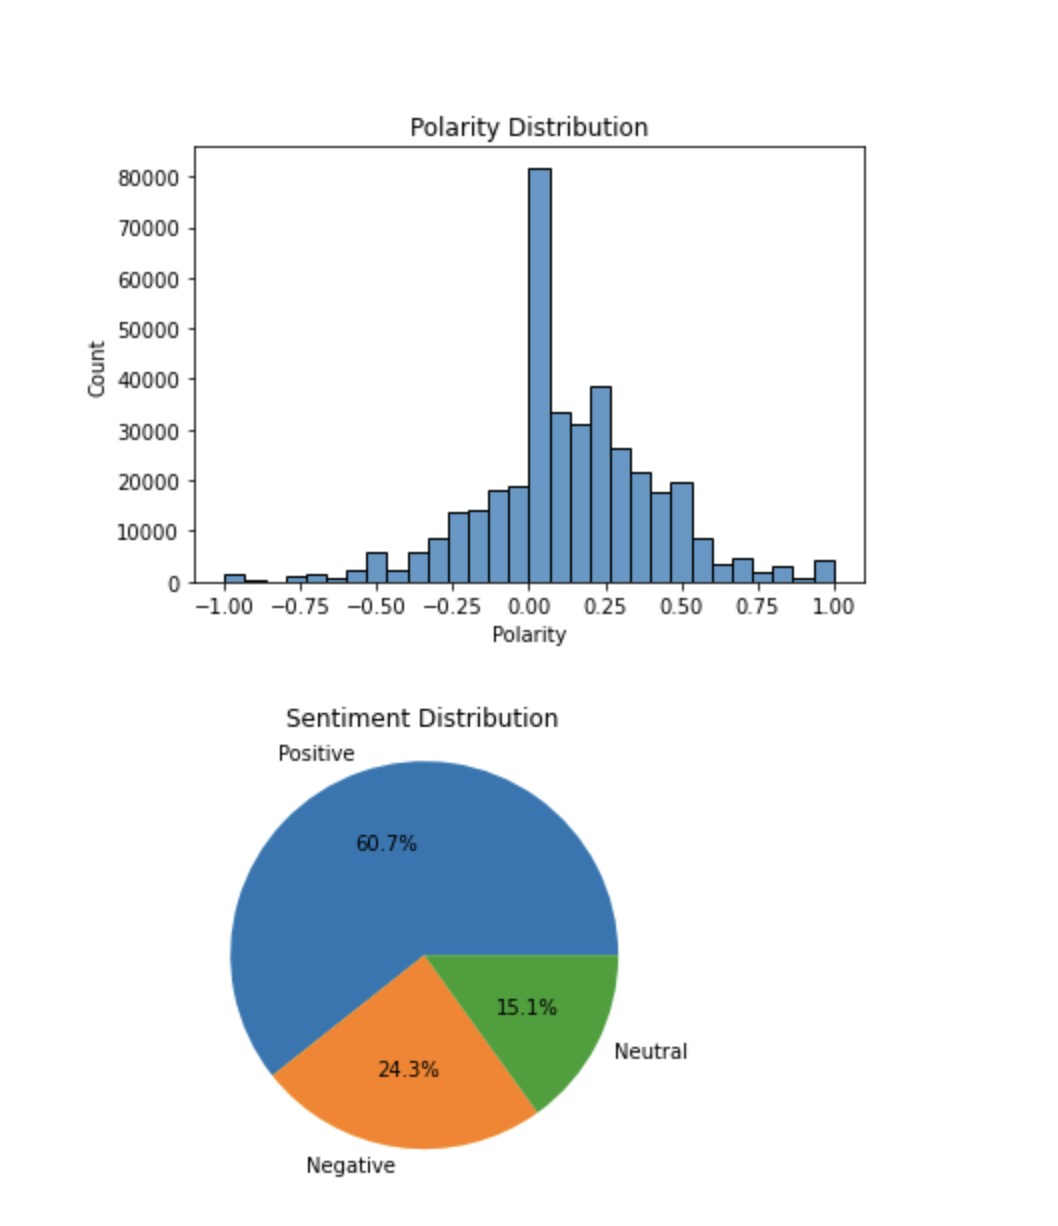 Polarity Distribution
80000
70000
60000
50000
40000
30000
20000
10000
0
Count
−1.00 −0.75 −0.50 −0.25 0.00 0.25 0.50 0.75 1.00
Polarity
Sentiment Distribution
Positive
60.7%
15.1%
Neutral
24.3%
Negative